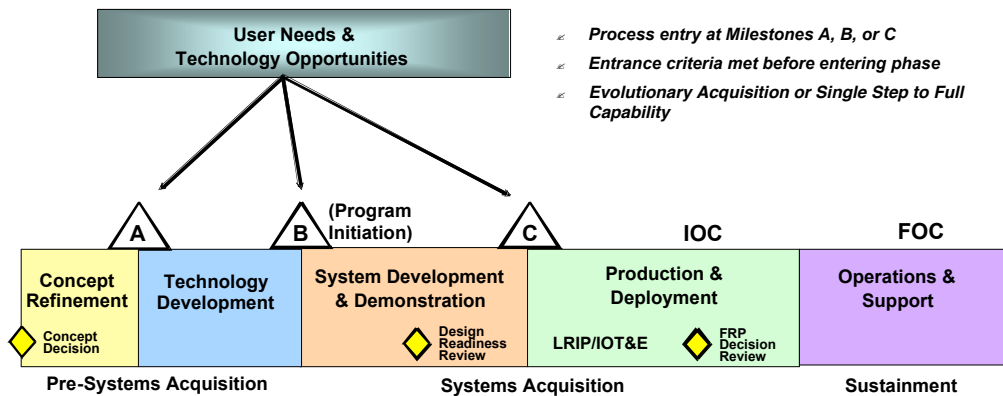 User Needs &
Technology Opportunities
Process entry at Milestones A, B, or C
Entrance criteria met before entering phase
Evolutionary Acquisition or Single Step to Full
Capability
A
B
(Program
Initiation)
C
IOC
FOC
Concept
Refinement
Technology
Development
System Development
& Demonstration
Production &
Deployment
Operations &
Support
Concept
Decision
Design
Readiness
Review
LRIP/IOT&E
FRP
Decision
Review
Pre-Systems Acquisition
Systems Acquisition
Sustainment